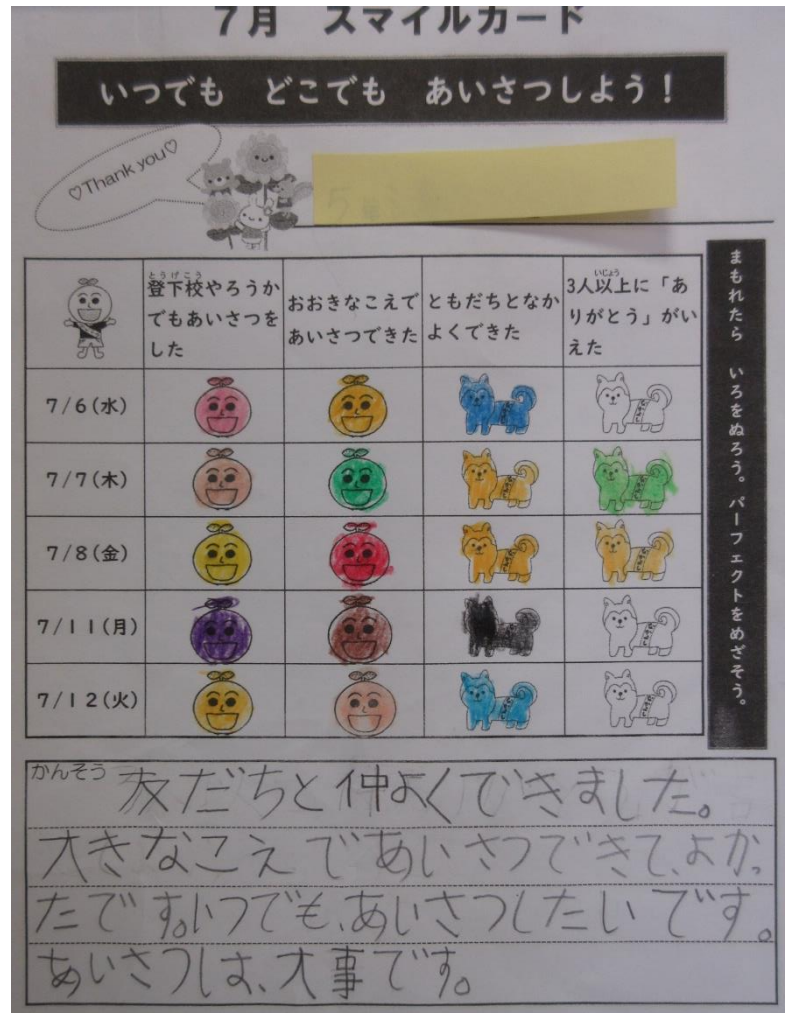 7月 スマイルカード
いつでも どこでも あいさつしよう！
♡Thank you♡
とうげこう
登下校やろうか
でもあいさつを
した
おおきなこえで
あいさつできた
ともだちとなか
よくできた
いじょう
3人以上に「あ
りがとう」がい
えた
7/6(水)
7/7(木)
7/8(金)
7/11(月)
7/12(火)
まもれたら いろをぬろう。パーフェクトをめざそう。
かんそう
友だちと仲よくできました。
大きなこえであいさつできて、よかっ
たです。いつでも、あいさつしたいです。
あいさつは、大事です。